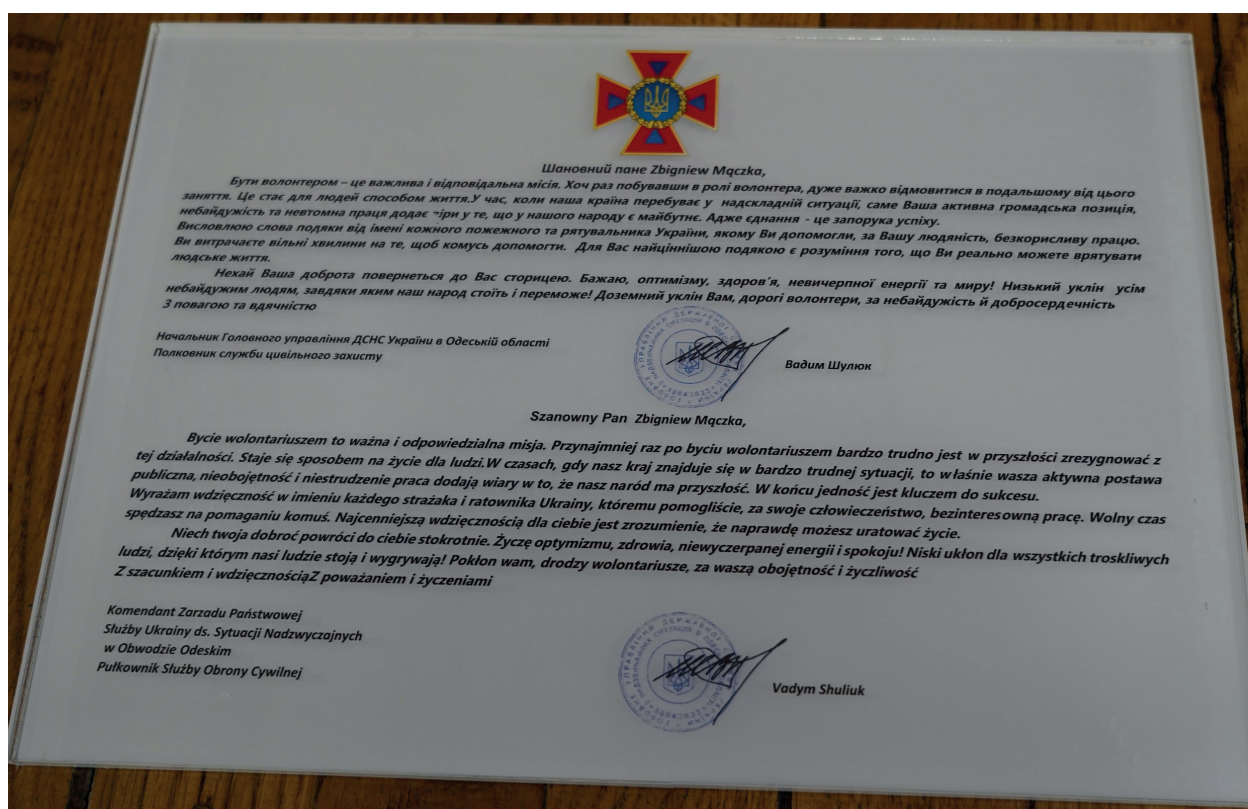 Шановний пане Zbigniew Mączka,
Бути волонтером – це важлива і відповідальна місія. Хоч раз побувавши в ролі волонтера, дуже важко відмовитися в подальшому від цього
заняття. Це стає для людей способом життя.У час, коли наша країна перебуває у надскладній ситуації, саме Ваша активна громадська позиція,
небайдужість та невтомна праця додає ¬іри у те, що у нашого народу є майбутнє. Адже єднання - це запорука успіху.
Висловлюю слова подяки від імені кожного пожежного та рятувальника України, якому Ви допомогли, за Вашу людяність, безкорисливу працю.
Ви витрачаєте вільні хвилини на те, щоб комусь допомогти. Для Вас найціннішою подякою є розуміння того, що Ви реально можете врятувати
людське життя.
Нехай Ваша доброта повернеться до Вас сторицею. Бажаю, оптимізму, здоров'я, невичерпної енергії та миру! Низький уклін усім
небайдужим людям, завдяки яким наш народ стоїть і переможе! Доземний уклін Вам, дорогі волонтери, за небайдужість й добросердечність
З повагою та вдячністю
Начальник Головного управління ДСНС України в Одеській області
Полковник служби цивільного захисту
Вадим Шулюк
Szanowny Pan Zbigniew Mączka,
Bycie wolontariuszem to ważna i odpowiedzialna misja. Przynajmniej raz po byciu wolontariuszem bardzo trudno jest w przyszłości zrezygnować z
tej działalności. Staje się sposobem na życie dla ludzi.W czasach, gdy nasz kraj znajduje się w bardzo trudnej sytuacji, to właśnie wasza aktywna postawa
publiczna, nieobojętność i niestrudzenie praca dodają wiary w to, że nasz naród ma przyszłość. W końcu jedność jest kluczem do sukcesu.
Wyrażam wdzięczność w imieniu każdego strażaka i ratownika Ukrainy, któremu pomogliście, za swoje człowieczeństwo, bezinteresowną pracę. Wolny czas
spędzasz na pomaganiu komuś. Najcenniejszą wdzięcznością dla ciebie jest zrozumienie, że naprawdę możesz uratować życie.
Niech twoja dobroć powróci do ciebie stokrotnie. Życzę optymizmu, zdrowia, niewyczerpanej energii i spokoju! Niski ukłon dla wszystkich troskliwych
ludzi, dzięki którym nasi ludzie stoją i wygrywają! Pokłon wam, drodzy wolontariusze, za waszą obojętność i życzliwość
Z szacunkiem i wdzięcznościąZ poważaniem i życzeniami
Komendant Zarzadu Państwowej
Służby Ukrainy ds. Sytuacji Nadzwyczajnych
w Obwodzie Odeskim
Pułkownik Służby Obrony Cywilnej
Vadym Shuliuk